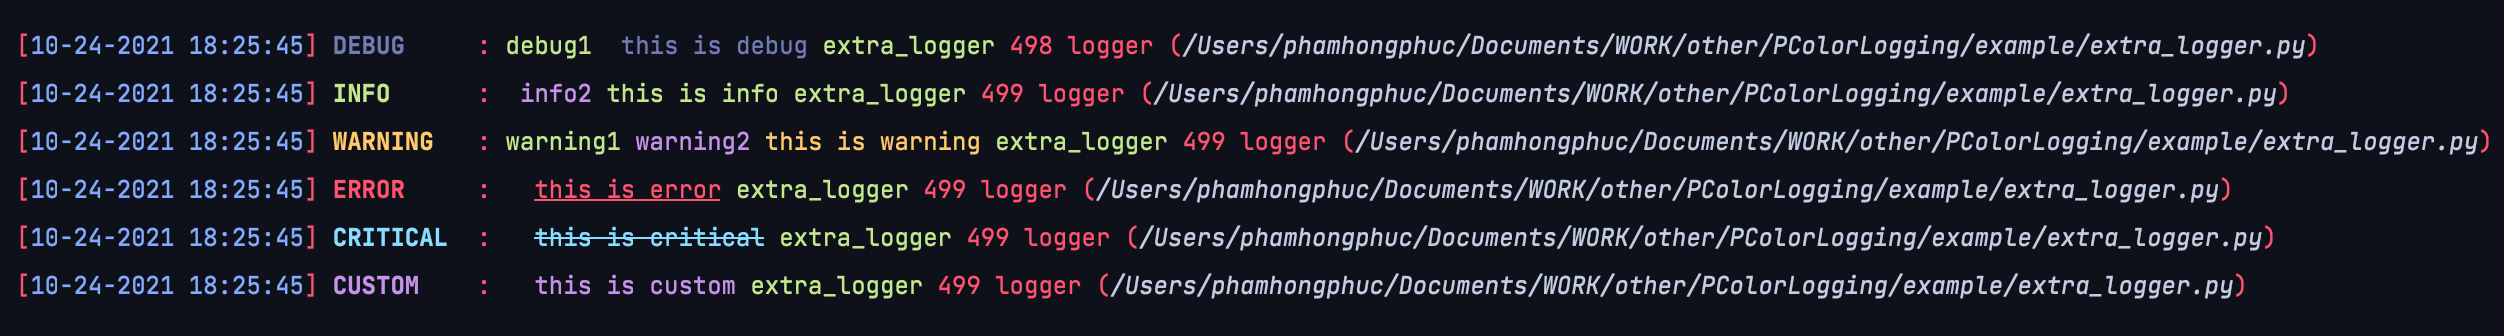 [10-24-2021 18:25:45] DEBUG     : debug1  this is debug extra_logger 498 logger (/Users/phamhongphuc/Documents/WORK/other/PColorLogging/example/extra_logger.py)
[10-24-2021 18:25:45] INFO      :  info2 this is info extra_logger 499 logger (/Users/phamhongphuc/Documents/WORK/other/PColorLogging/example/extra_logger.py)
[10-24-2021 18:25:45] WARNING   : warning1 warning2 this is warning extra_logger 499 logger (/Users/phamhongphuc/Documents/WORK/other/PColorLogging/example/extra_logger.py)
[10-24-2021 18:25:45] ERROR     :   this is error extra_logger 499 logger (/Users/phamhongphuc/Documents/WORK/other/PColorLogging/example/extra_logger.py)
[10-24-2021 18:25:45] CRITICAL  :   this is critical extra_logger 499 logger (/Users/phamhongphuc/Documents/WORK/other/PColorLogging/example/extra_logger.py)
[10-24-2021 18:25:45] CUSTOM    :   this is custom extra_logger 499 logger (/Users/phamhongphuc/Documents/WORK/other/PColorLogging/example/extra_logger.py)